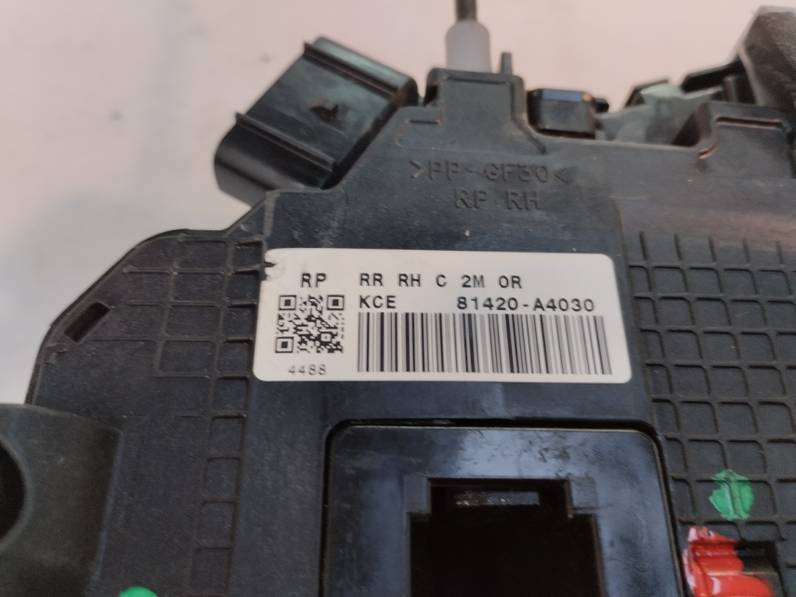 >PP-GF30<
RP RH
RP RR RH C 2M OR
KCE 81420-A4030
4488